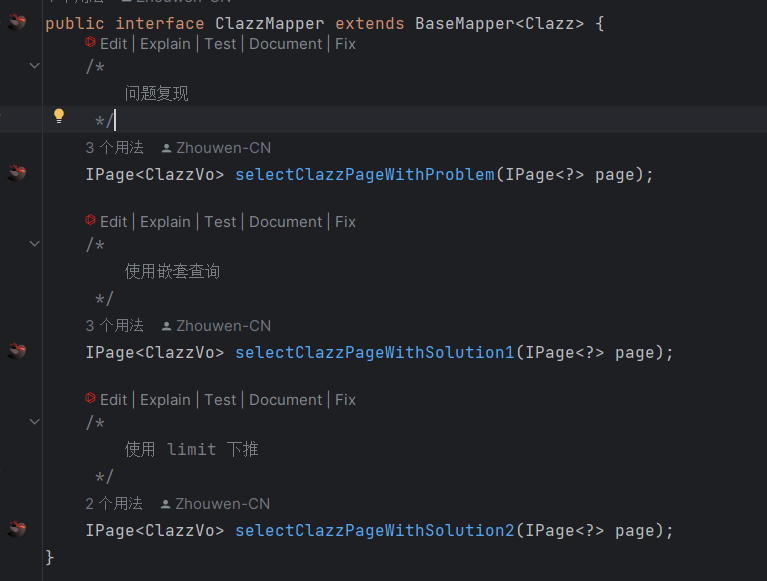 Zhouwen-CN
public interface ClazzMapper extends BaseMapper<Clazz> {
Edit | Explain | Test | Document | Fix
/*
问题复现
*/
3 个用法 Zhouwen-CN
IPage<ClazzVo> selectClazzPageWithProblem(IPage<?> page);
Edit | Explain | Test | Document | Fix
/*
使用嵌套查询
*/
3 个用法 Zhouwen-CN
IPage<ClazzVo> selectClazzPageWithSolution1(IPage<?> page);
Edit | Explain | Test | Document | Fix
/*
使用 limit 下推
*/
2 个用法 Zhouwen-CN
IPage<ClazzVo> selectClazzPageWithSolution2(IPage<?> page);
}